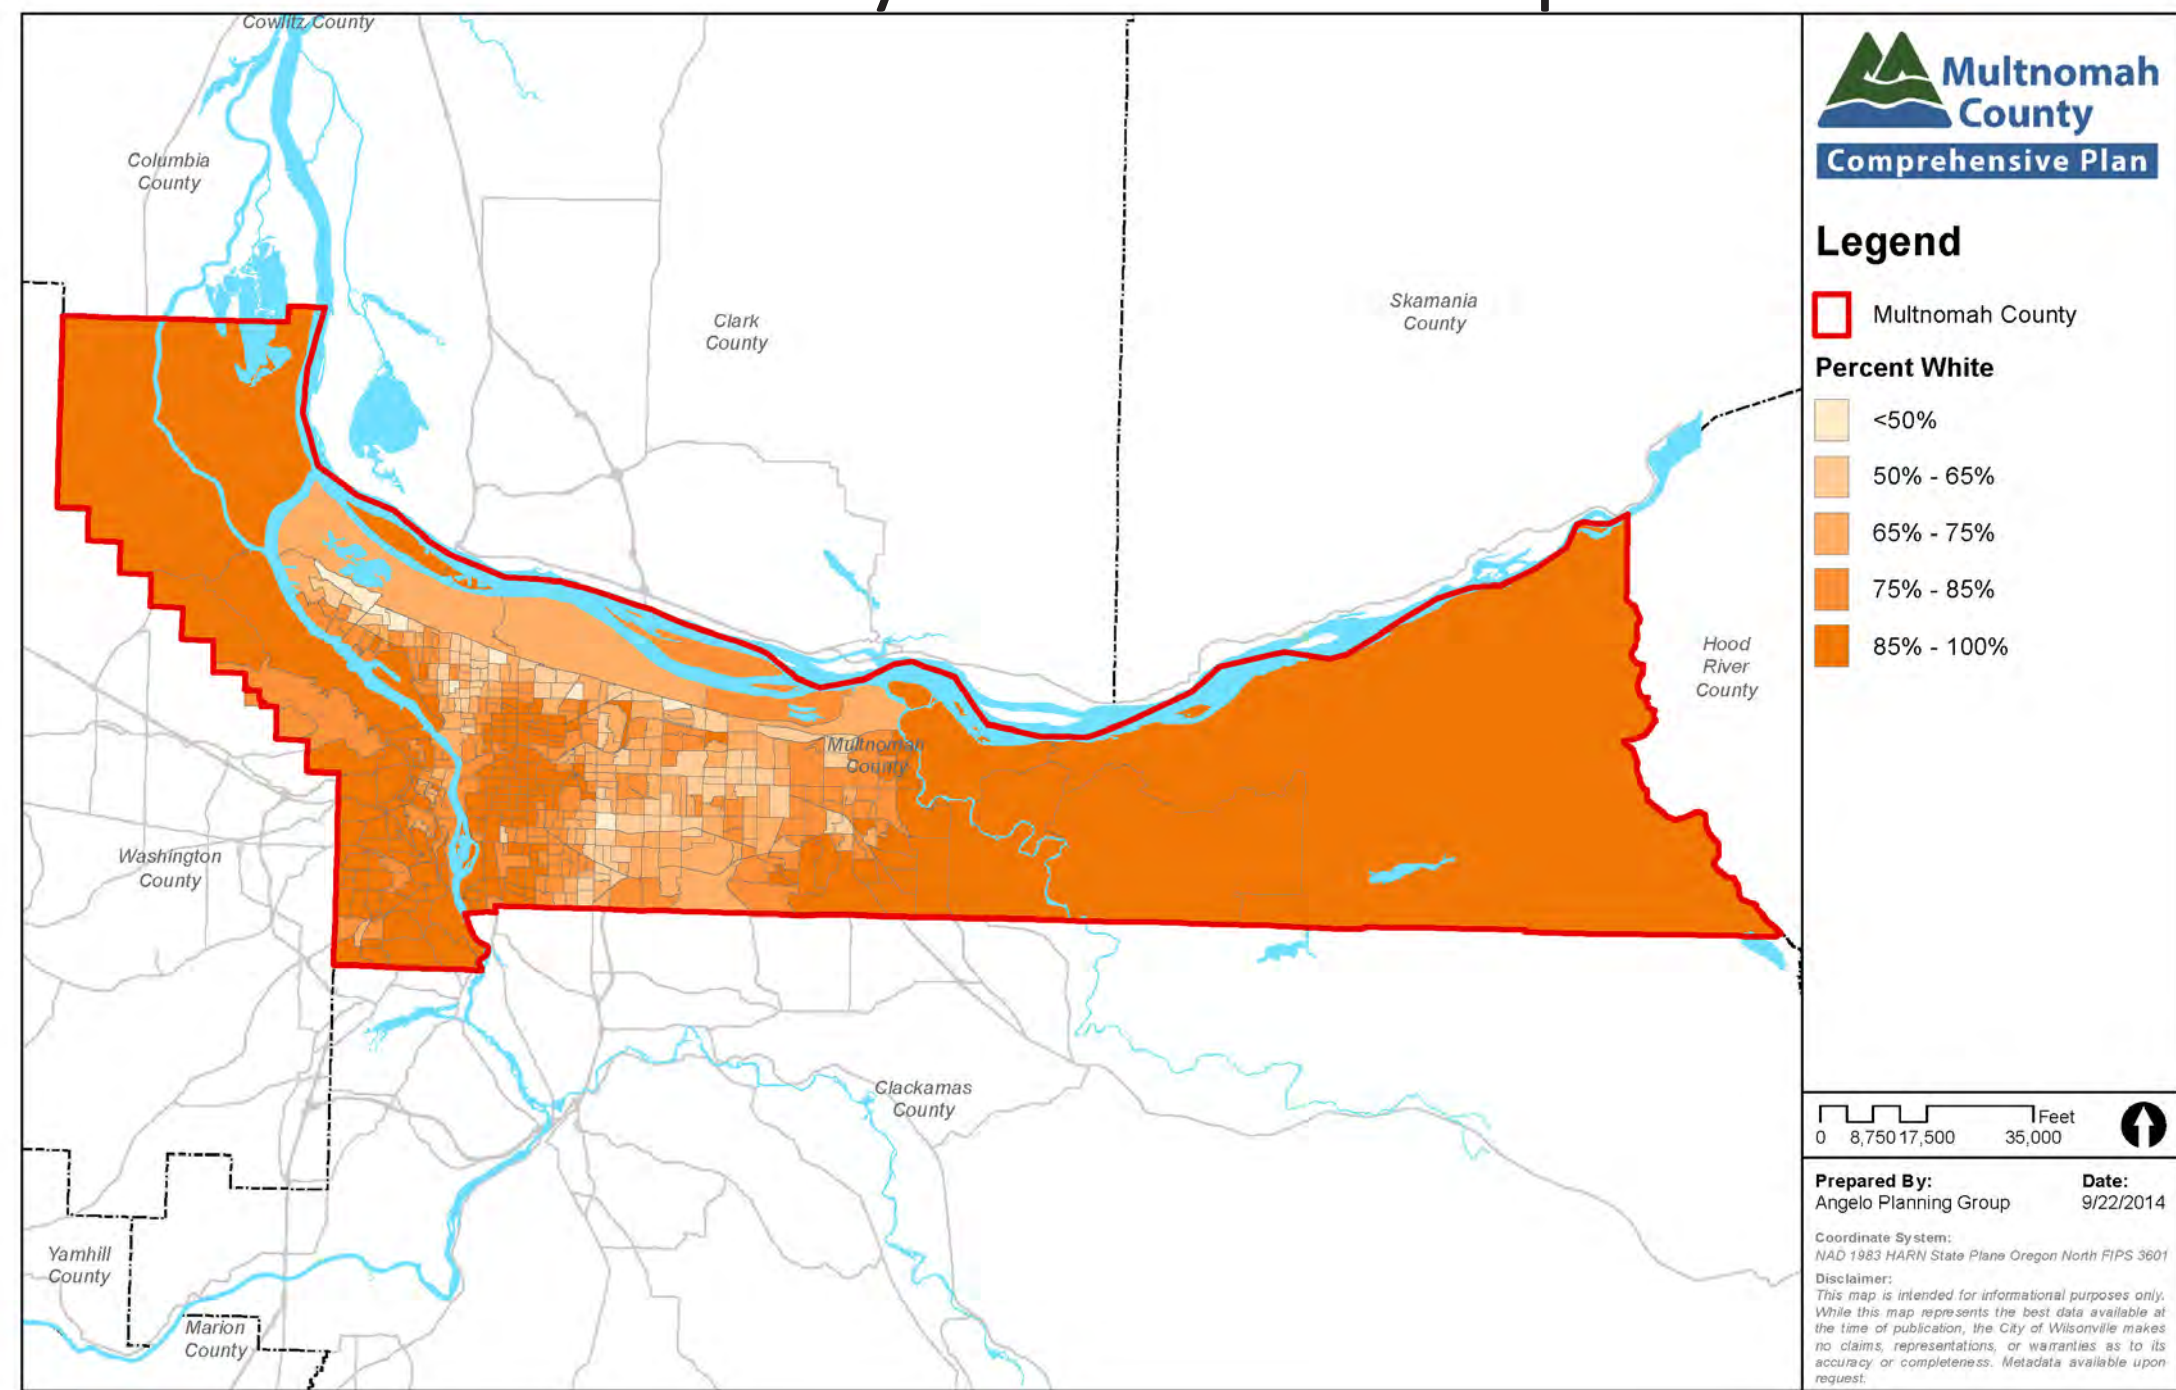 Cowlitz County
Columbia
County
Clark
County
Skamania
County
Hood
River
County
Multnomah
County
Washington
County
Clackamas
County
Yamhill
County
Marion
County
Multnomah
County
Comprehensive Plan
Legend
Multnomah County
Percent White
<50%
50% - 65%
65% - 75%
75% - 85%
85% - 100%
Feet
0 8,750 17,500 35,000
Prepared By: Date:
Angelo Planning Group 9/22/2014
Coordinate System:
NAD 1983 HARN State Plane Oregon North FIPS 3601
Disclaimer:
This map is intended for informational purposes only.
While this map represents the best data available at
the time of publication, the City of Wilsonville makes
no claims, representations, or warranties as to its
accuracy or completeness. Metadata available upon
request.